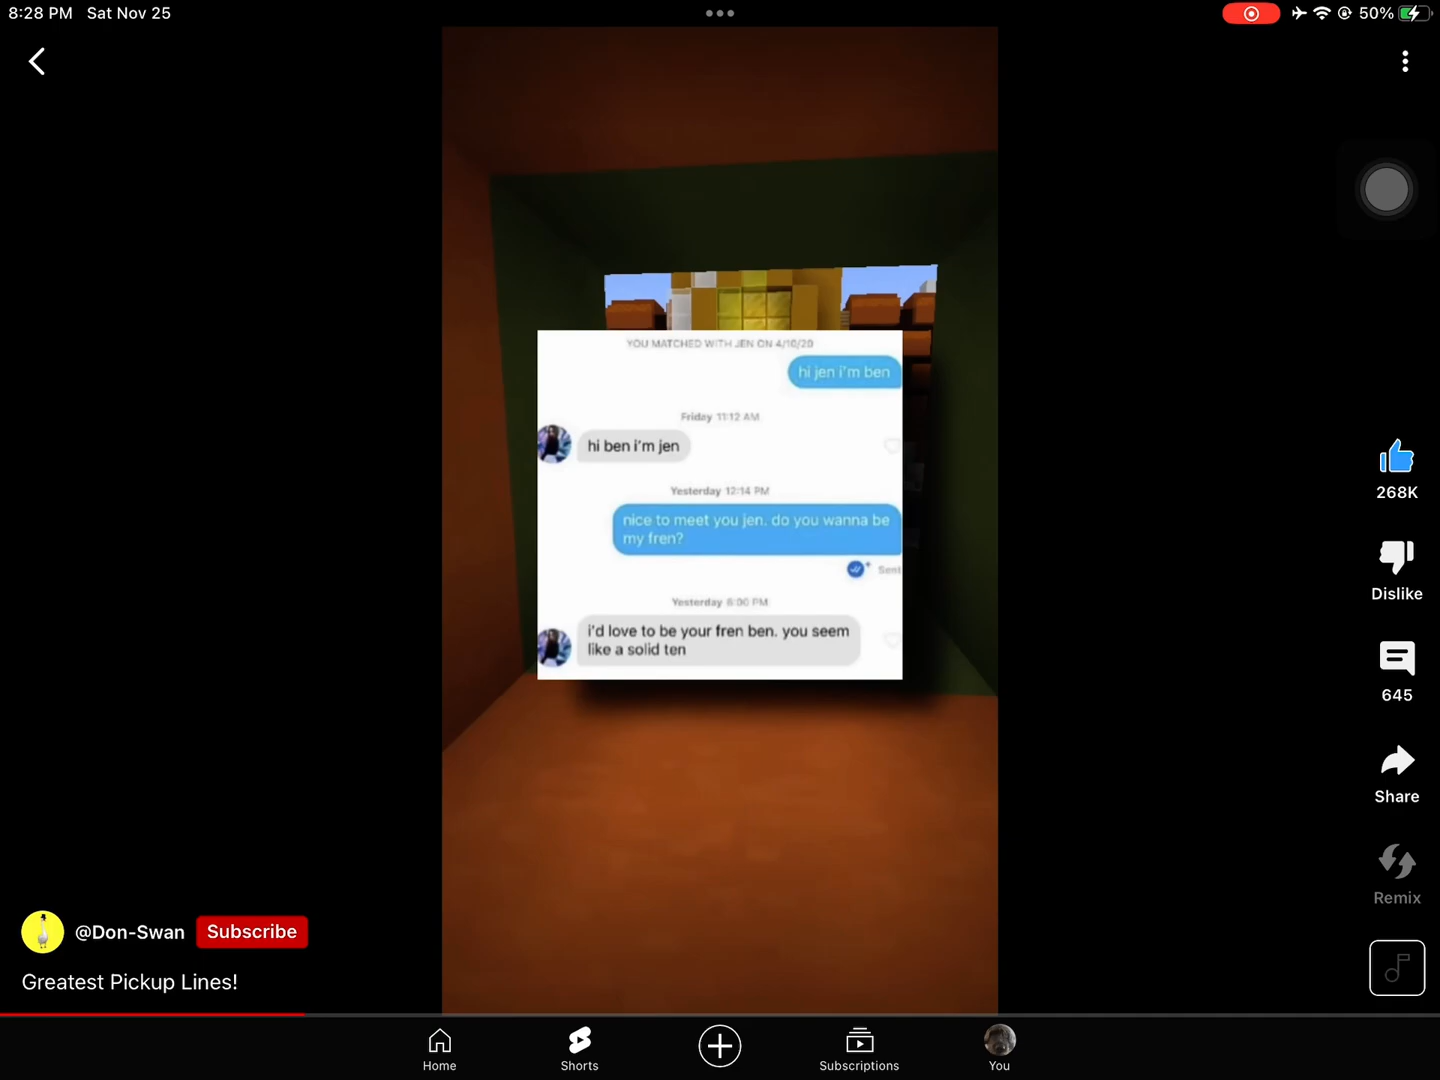 8:28 PM Sat Nov 25
50%
YOU MATCHED WITH JEN ON 4/10/20
hi jen i'm ben
Friday 11:12 AM
hi ben i'm jen
Yesterday 12:14 PM
nice to meet you jen. do you wanna be
my fren?
Sent
Yesterday 6:00 PM
i'd love to be your fren ben. you seem
like a solid ten
268K
Dislike
645
Share
Remix
@Don-Swan Subscribe
Greatest Pickup Lines!
Home
Shorts
Subscriptions
You